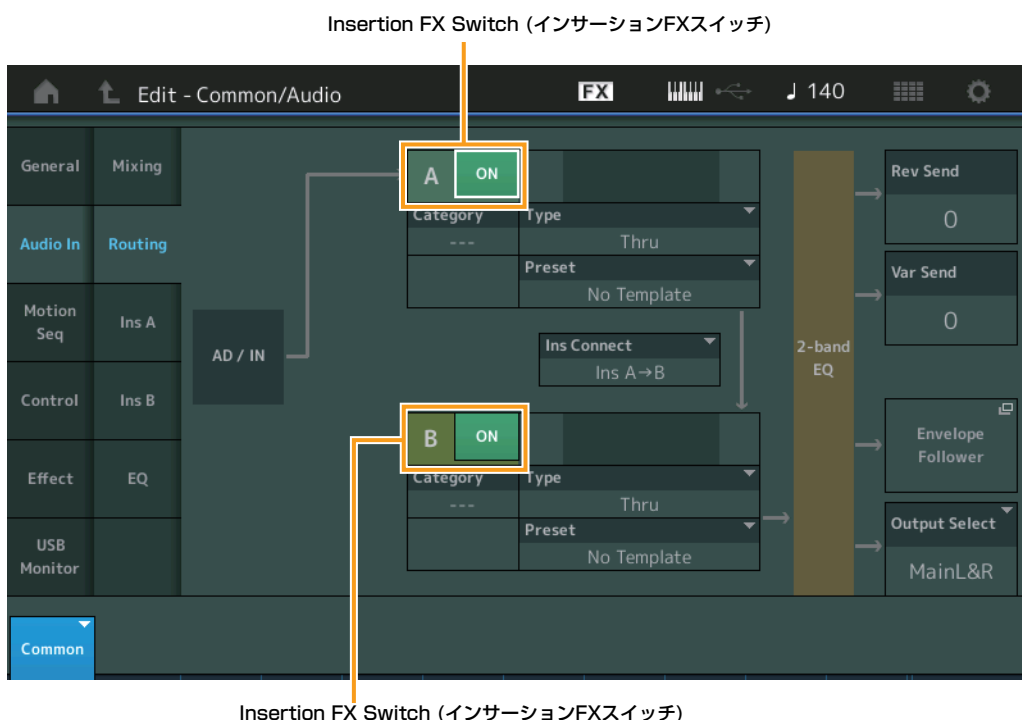 Insertion FX Switch (インサーションFXスイッチ)
Edit - Common/Audio
FX
♩ 140
General
Mixing
A
ON
Rev Send
0
Category
Type
---
Thru
Audio In
Routing
Preset
No Template
Var Send
0
Motion
Seq
Ins A
AD / IN
Ins Connect
Ins A→B
2-band
EQ
Control
Ins B
B
ON
Envelope
Follower
Effect
EQ
Category
Type
---
Thru
Preset
No Template
Output Select
MainL&R
USB
Monitor
Common
Insertion FX Switch (インサーションFXスイッチ)